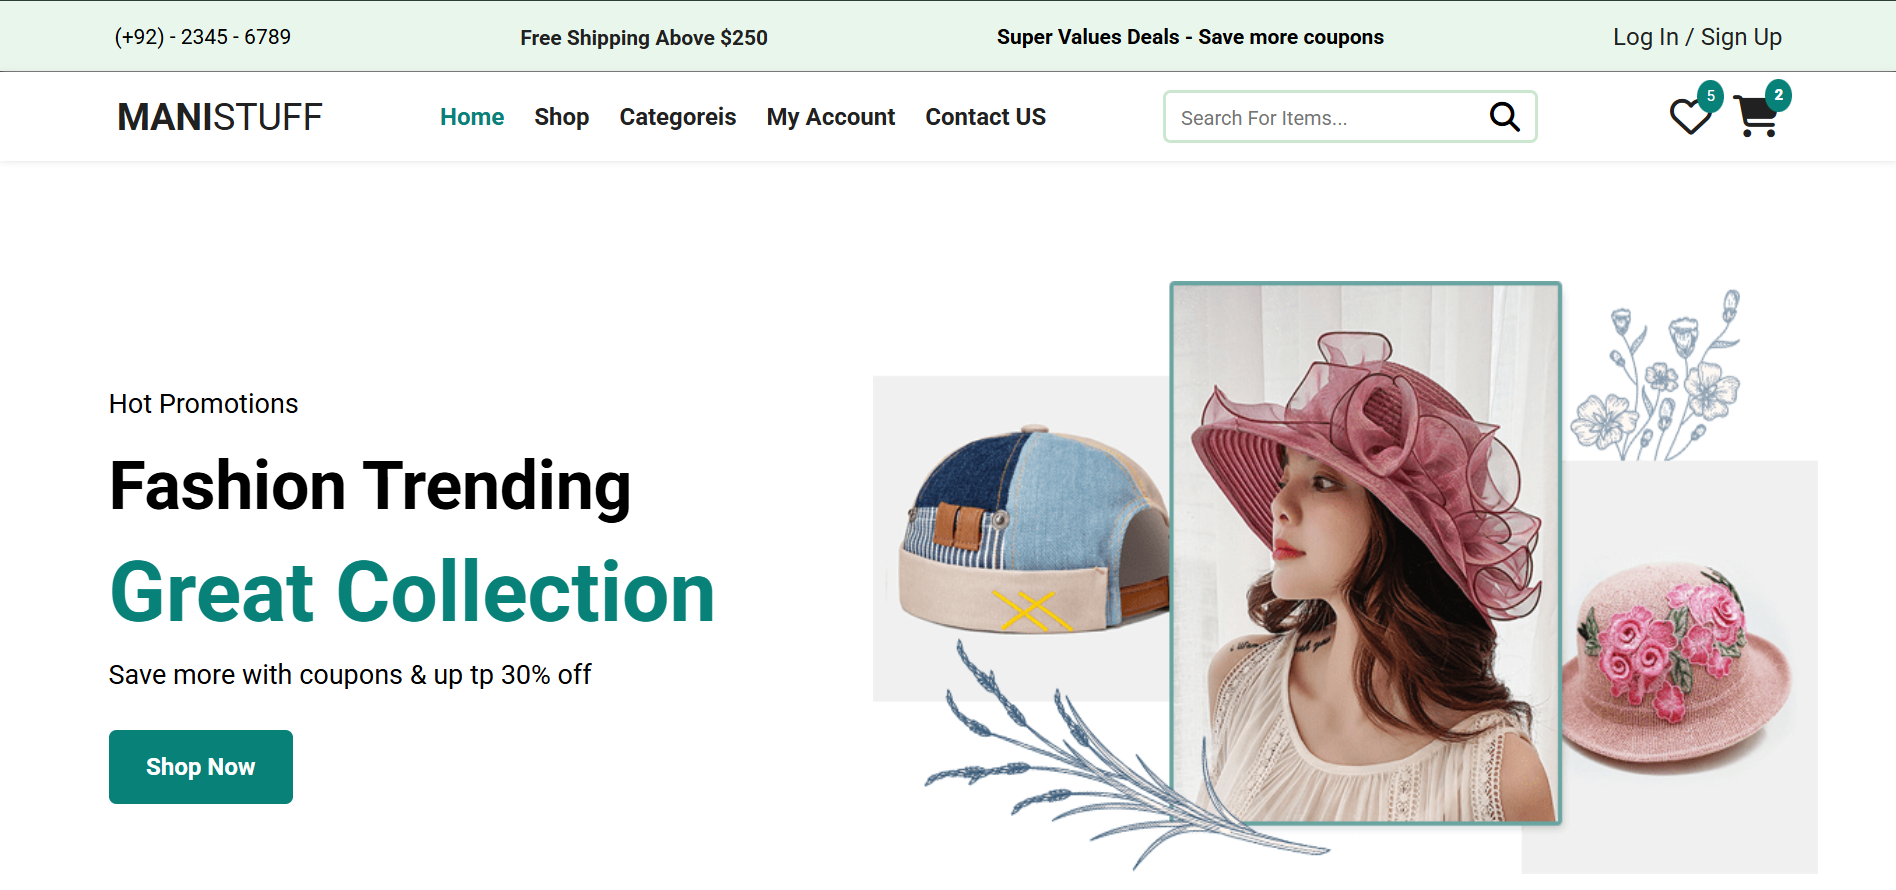 (+92) - 2345 - 6789
Free Shipping Above $250
Super Values Deals - Save more coupons
Log In / Sign Up
MANISTUFF
Home
Shop
Categoreis
My Account
Contact US
Search For Items...
5
2
Hot Promotions
Fashion Trending
Great Collection
Save more with coupons & up tp 30% off
Shop Now